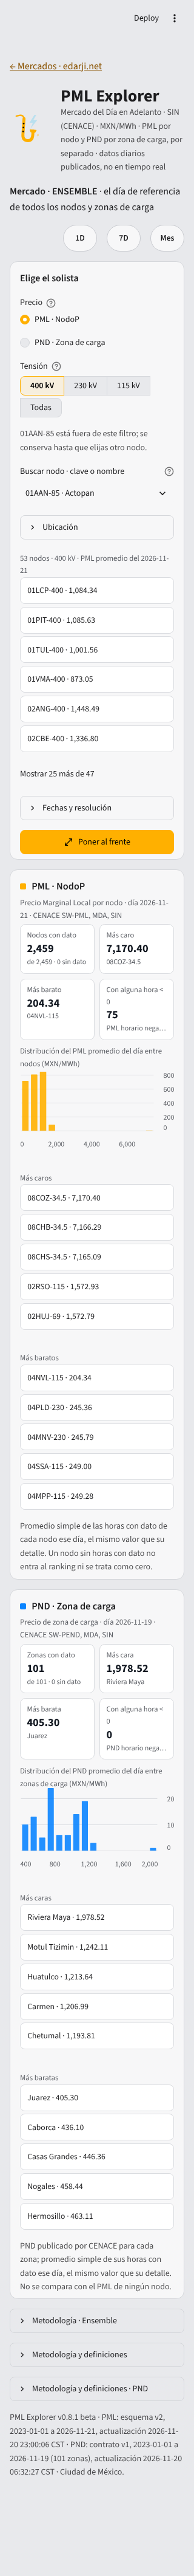 Deploy
← Mercados · edarji.net
PML Explorer
Mercado del Día en Adelanto · SIN
(CENACE) · MXN/MWh · PML por
nodo y PND por zona de carga, por
separado · datos diarios
publicados, no en tiempo real
Mercado · ENSEMBLE · el día de referencia
de todos los nodos y zonas de carga
1D
7D
Mes
Elige el solista
Precio
PML · NodoP
PND · Zona de carga
Tensión
400 kV
230 kV
115 kV
Todas
01AAN-85 está fuera de este filtro; se
conserva hasta que elijas otro nodo.
Buscar nodo · clave o nombre
01AAN-85 · Actopan
Ubicación
53 nodos · 400 kV · PML promedio del 2026-11-
21
01LCP-400 · 1,084.34
01PIT-400 · 1,085.63
01TUL-400 · 1,001.56
01VMA-400 · 873.05
02ANG-400 · 1,448.49
02CBE-400 · 1,336.80
Mostrar 25 más de 47
Fechas y resolución
Poner al frente
PML · NodoP
Precio Marginal Local por nodo · día 2026-11-
21 · CENACE SW-PML, MDA, SIN
Nodos con dato
2,459
de 2,459 · 0 sin dato
Más caro
7,170.40
08COZ-34.5
Más barato
204.34
04NVL-115
Con alguna hora <
0
75
PML horario nega…
Distribución del PML promedio del día entre
nodos (MXN/MWh)
800
600
400
200
0
0
2,000
4,000
6,000
Más caros
08COZ-34.5 · 7,170.40
08CHB-34.5 · 7,166.29
08CHS-34.5 · 7,165.09
02RSO-115 · 1,572.93
02HUJ-69 · 1,572.79
Más baratos
04NVL-115 · 204.34
04PLD-230 · 245.36
04MNV-230 · 245.79
04SSA-115 · 249.00
04MPP-115 · 249.28
Promedio simple de las horas con dato de
cada nodo ese día, el mismo valor que su
detalle. Un nodo sin horas con dato no
entra al ranking ni se trata como cero.
PND · Zona de carga
Precio de zona de carga · día 2026-11-19 ·
CENACE SW-PEND, MDA, SIN
Zonas con dato
101
de 101 · 0 sin dato
Más cara
1,978.52
Riviera Maya
Más barata
405.30
Juarez
Con alguna hora <
0
0
PND horario nega…
Distribución del PND promedio del día entre
zonas de carga (MXN/MWh)
20
10
0
400
800
1,200
1,600
2,000
Más caras
Riviera Maya · 1,978.52
Motul Tizimin · 1,242.11
Huatulco · 1,213.64
Carmen · 1,206.99
Chetumal · 1,193.81
Más baratas
Juarez · 405.30
Caborca · 436.10
Casas Grandes · 446.36
Nogales · 458.44
Hermosillo · 463.11
PND publicado por CENACE para cada
zona; promedio simple de sus horas con
dato ese día, el mismo valor que su detalle.
No se compara con el PML de ningún nodo.
Metodología · Ensemble
Metodología y definiciones
Metodología y definiciones · PND
PML Explorer v0.8.1 beta · PML: esquema v2,
2023-01-01 a 2026-11-21, actualización 2026-11-
20 23:00:06 CST · PND: contrato v1, 2023-01-01 a
2026-11-19 (101 zonas), actualización 2026-11-20
06:32:27 CST · Ciudad de México.